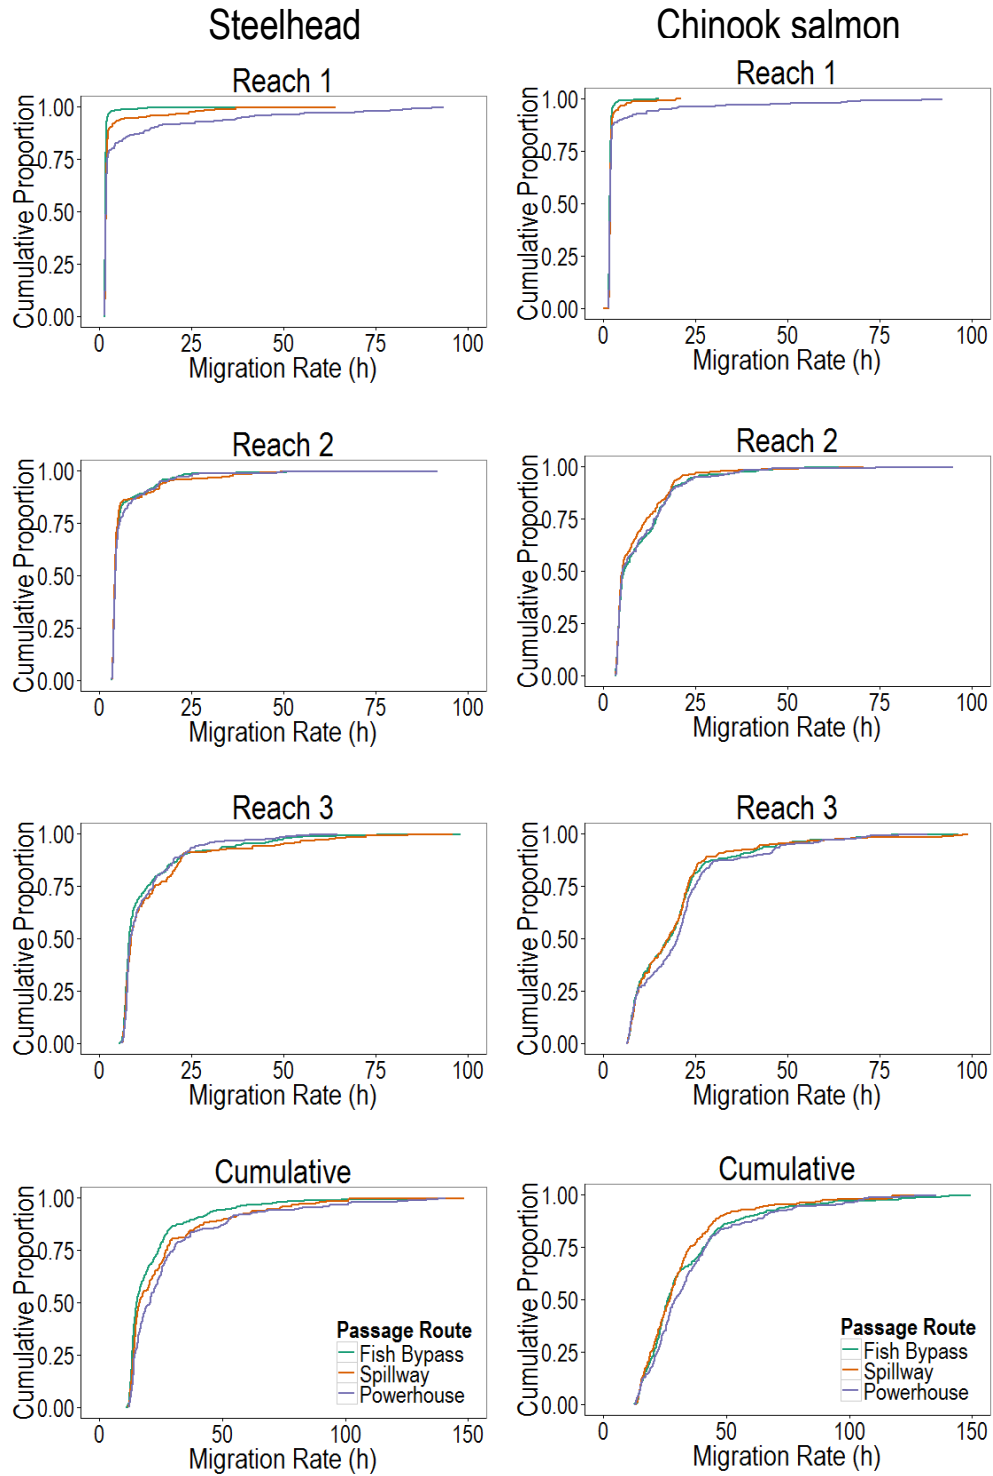 Steelhead
Chinook salmon
Reach 1
Cumulative Proportion
1.00
0.75
0.50
0.25
0.00
0 25 50 75 100
Migration Rate (h)
Reach 1
Cumulative Proportion
1.00
0.75
0.50
0.25
0.00
0 25 50 75 100
Migration Rate (h)
Reach 2
Cumulative Proportion
1.00
0.75
0.50
0.25
0.00
0 25 50 75 100
Migration Rate (h)
Reach 2
Cumulative Proportion
1.00
0.75
0.50
0.25
0.00
0 25 50 75 100
Migration Rate (h)
Reach 3
Cumulative Proportion
1.00
0.75
0.50
0.25
0.00
0 25 50 75 100
Migration Rate (h)
Reach 3
Cumulative Proportion
1.00
0.75
0.50
0.25
0.00
0 25 50 75 100
Migration Rate (h)
Cumulative
Cumulative Proportion
1.00
0.75
0.50
0.25
0.00
Passage Route
Fish Bypass
Spillway
Powerhouse
0 50 100 150
Migration Rate (h)
Cumulative
Cumulative Proportion
1.00
0.75
0.50
0.25
0.00
Passage Route
Fish Bypass
Spillway
Powerhouse
0 50 100 150
Migration Rate (h)